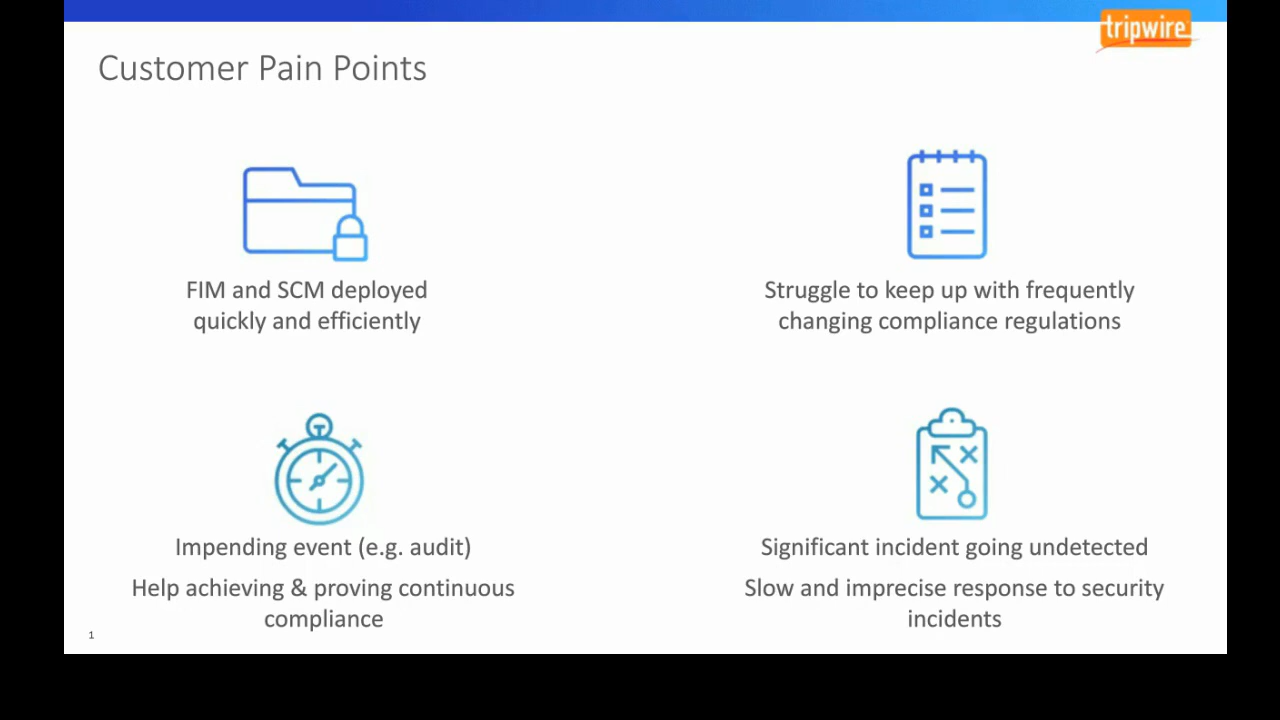 tripwire
Customer Pain Points
FIM and SCM deployed
quickly and efficiently
Struggle to keep up with frequently
changing compliance regulations
Impending event (e.g. audit)
Help achieving & proving continuous
compliance
Significant incident going undetected
Slow and imprecise response to security
incidents
1